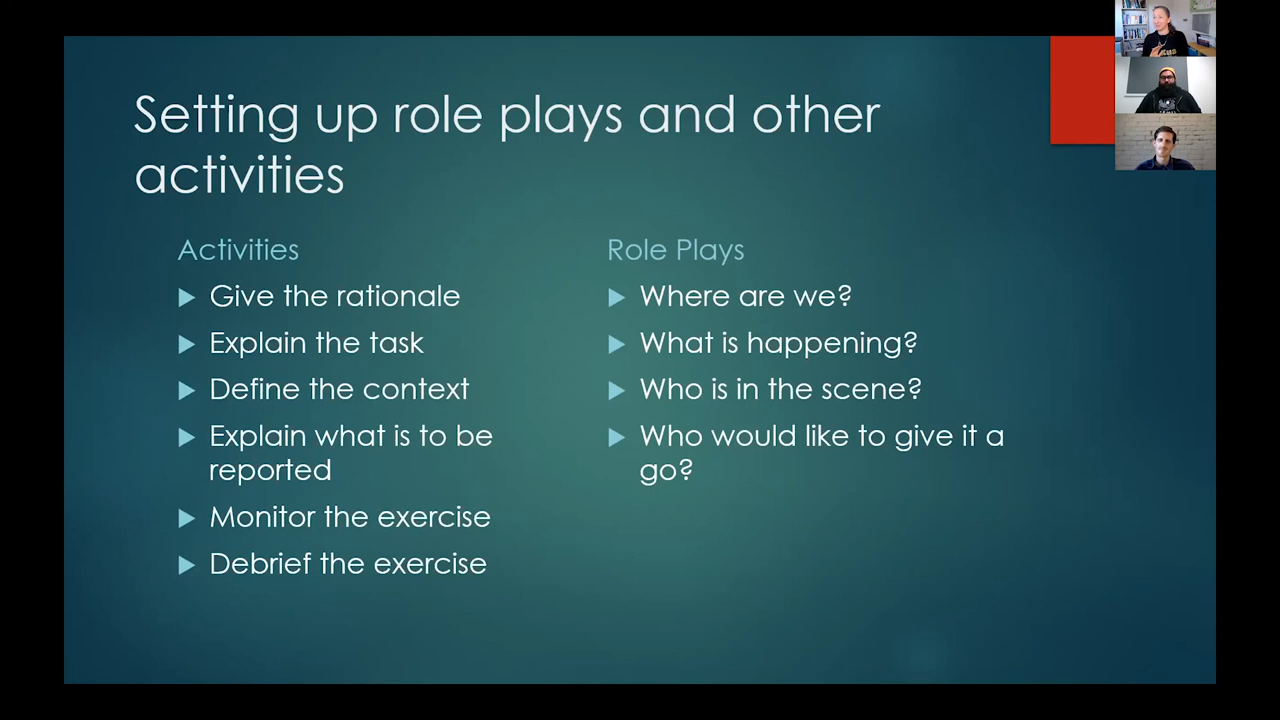 Setting up role plays and other
activities
Activities
Give the rationale
Explain the task
Define the context
Explain what is to be
reported
Monitor the exercise
Debrief the exercise
Role Plays
Where are we?
What is happening?
Who is in the scene?
Who would like to give it a
go?